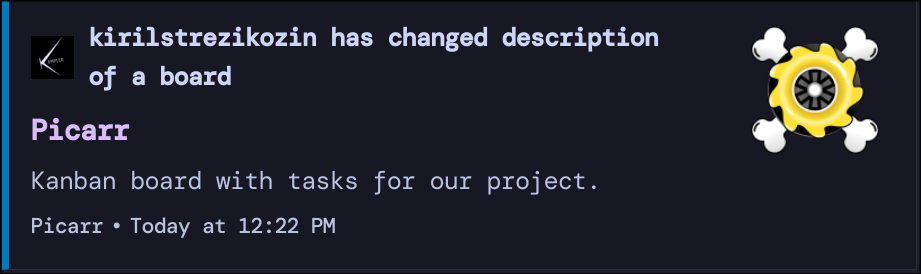 kirilstrezikozin has changed description
of a board
Picarr
Kanban board with tasks for our project.
Picarr • Today at 12:22 PM